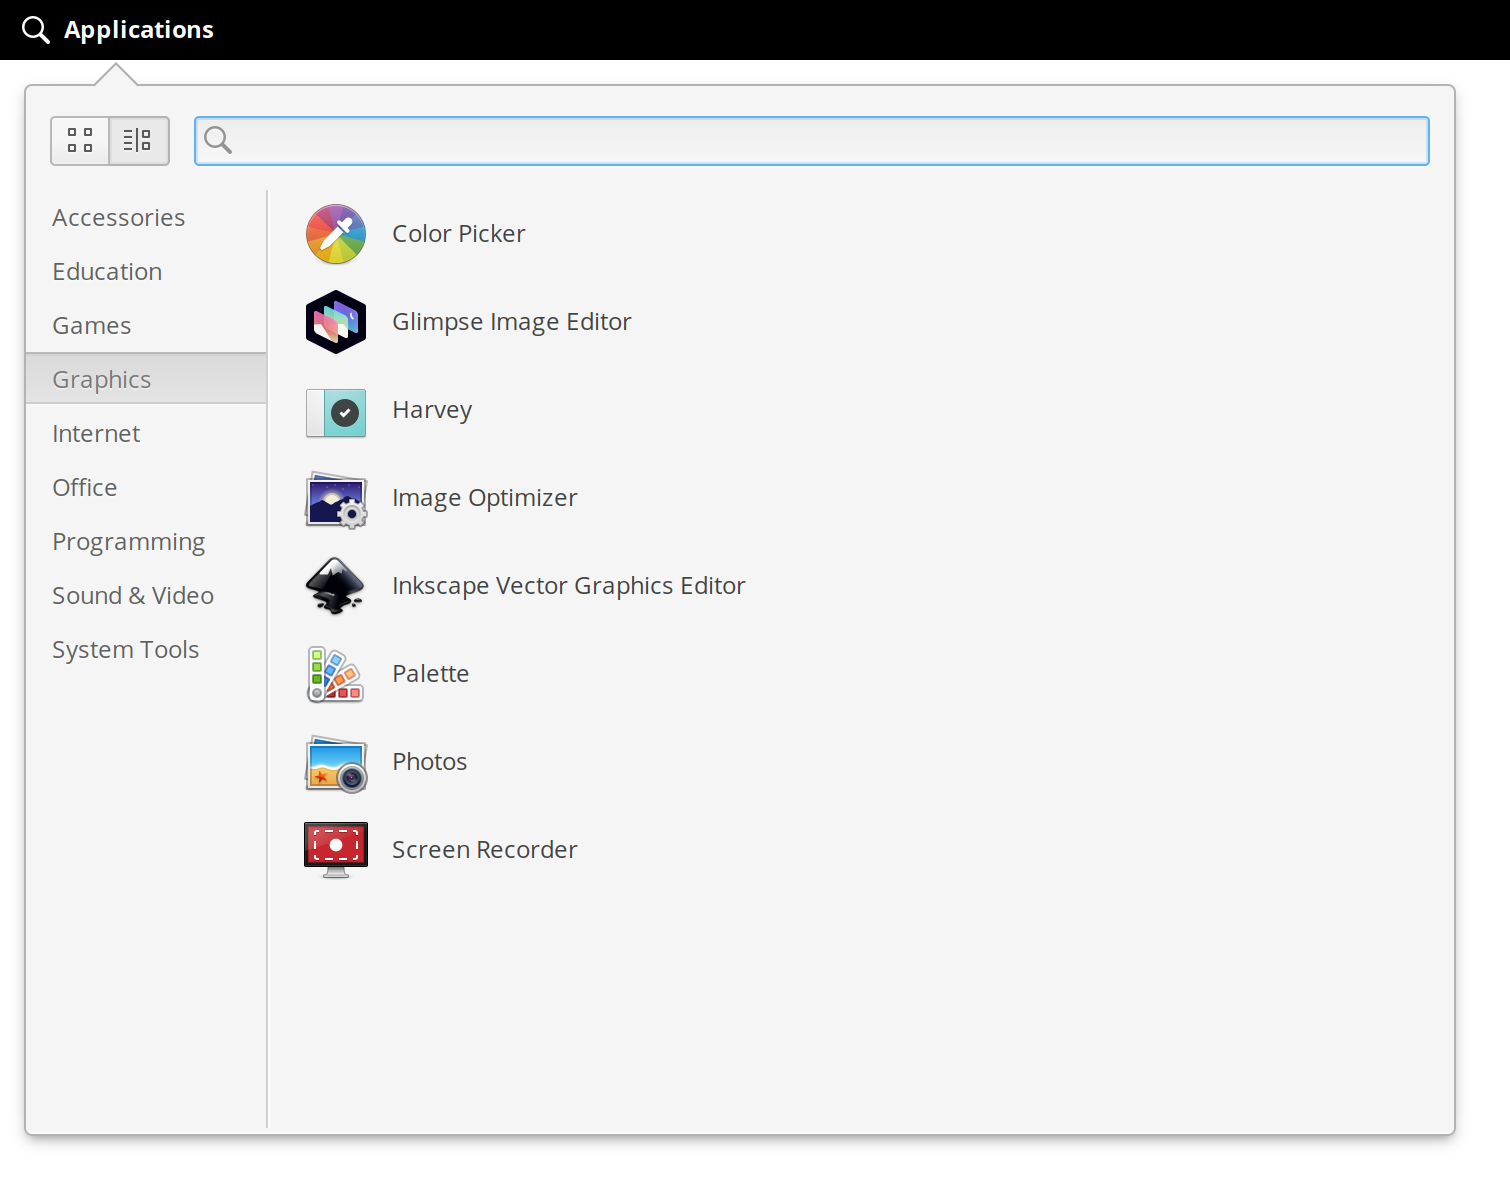 Applications
Accessories
Education
Games
Graphics
Internet
Office
Programming
Sound & Video
System Tools
Color Picker
Glimpse Image Editor
Harvey
Image Optimizer
Inkscape Vector Graphics Editor
Palette
Photos
Screen Recorder